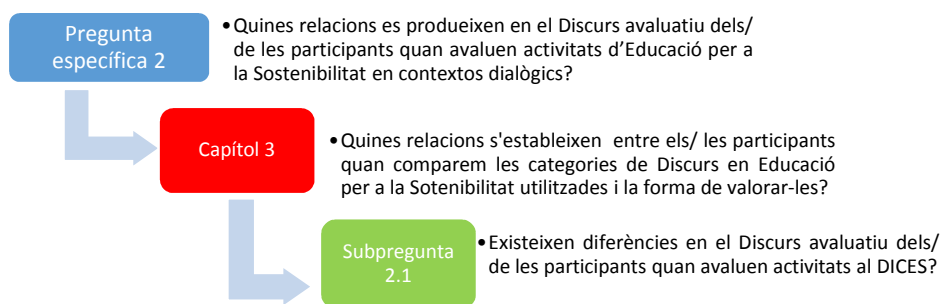 Pregunta
específica 2
•Quines relacions es produeixen en el Discurs avaluatiu dels/
de les participants quan avaluen activitats d'Educació per a
la Sostenibilitat en contextos dialògics?
Capítol 3
•Quines relacions s'estableixen entre els/ les participants
quan comparem les categories de Discurs en Educació
per a la Sotenibilitat utilitzades i la forma de valorar-les?
Subpregunta
2.1
•Existeixen diferències en el Discurs avaluatiu dels/
de les participants quan avaluen activitats al DICES?